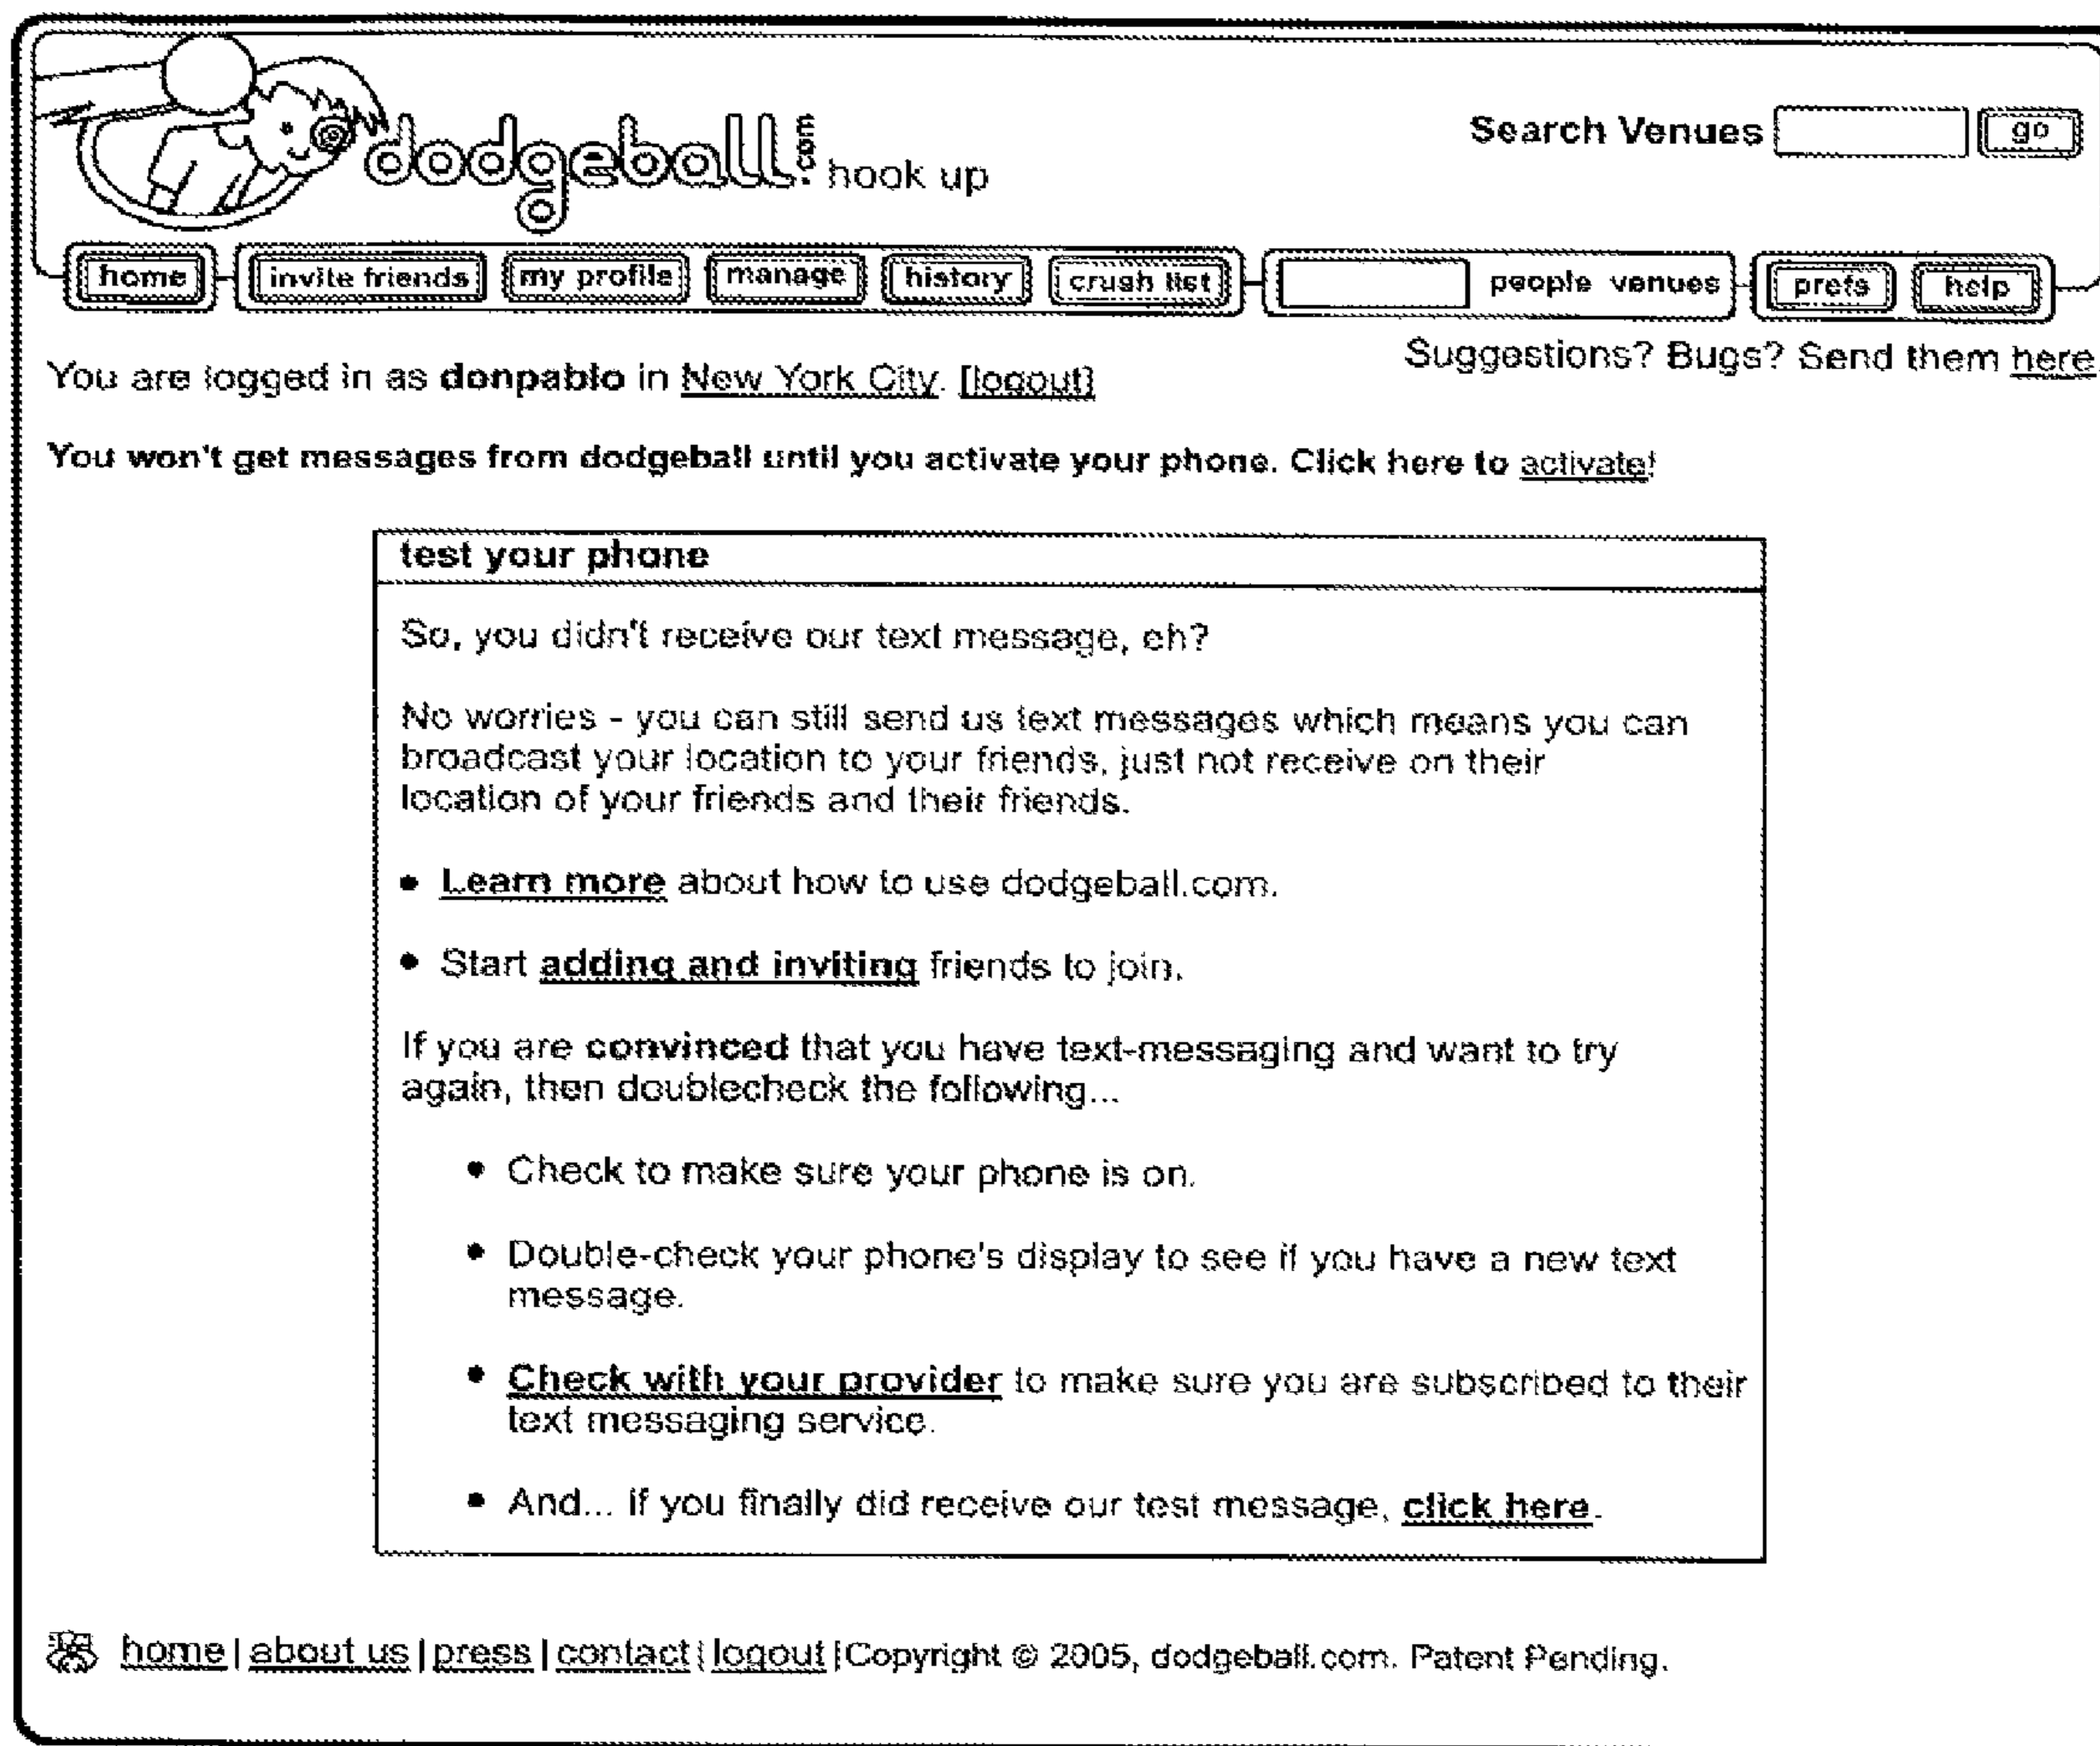 dodgeball.com hook up
Search Venues go
home invite friends my profile manage history crush list people venues prefs help
Suggestions? Bugs? Send them here.
You are logged in as donpablo in New York City. [logout]
You won't get messages from dodgeball until you activate your phone. Click here to activate!
test your phone
So, you didn't receive our text message, eh?
No worries - you can still send us text messages which means you can
broadcast your location to your friends, just not receive on their
location of your friends and their friends.
• Learn more about how to use dodgeball.com.
• Start adding and inviting friends to join.
If you are convinced that you have text-messaging and want to try
again, then doublecheck the following...
• Check to make sure your phone is on.
• Double-check your phone's display to see if you have a new text
message.
• Check with your provider to make sure you are subscribed to their
text messaging service.
• And... if you finally did receive our test message, click here.
home | about us | press | contact | logout | Copyright © 2005, dodgeball.com. Patent Pending.